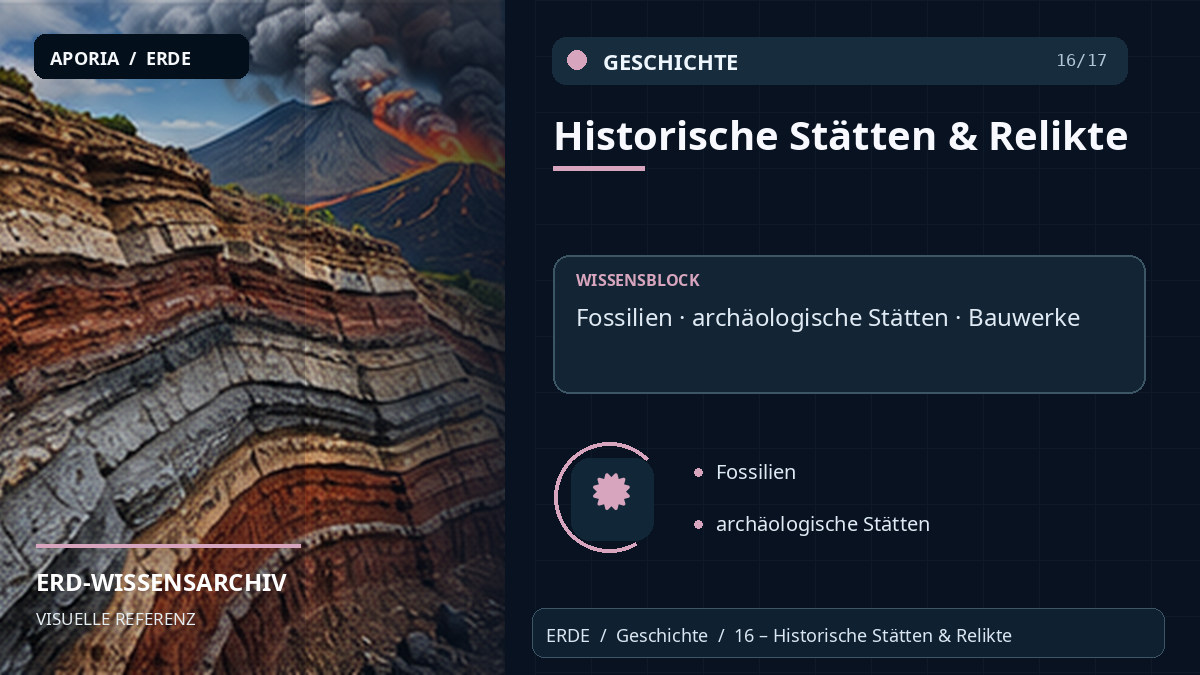 APORIA / ERDE
ERD-WISSENSARCHIV
VISUELLE REFERENZ
GESCHICHTE
16/17
Historische Stätten & Relikte
WISSENSBLOCK
Fossilien · archäologische Stätten · Bauwerke
Fossilien
archäologische Stätten
ERDE / Geschichte / 16 – Historische Stätten & Relikte